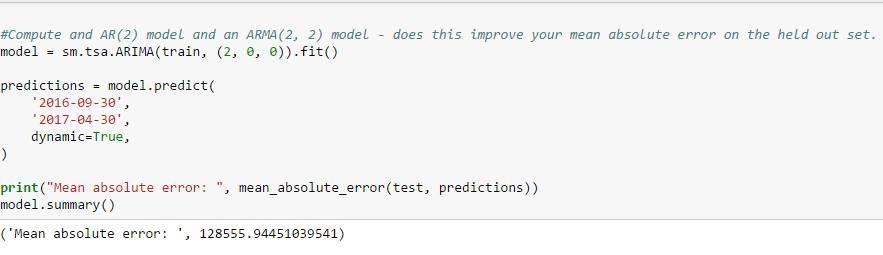 #Compute and AR(2) model and an ARMA(2, 2) model - does this improve your mean absolute error on the held out set.
model = sm.tsa.ARIMA(train, (2, 0, 0)).fit()
predictions = model.predict(
    '2016-09-30',
    '2017-04-30',
    dynamic=True,
)
print("Mean absolute error: ", mean_absolute_error(test, predictions))
model.summary()
('Mean absolute error: ', 128555.94451039541)